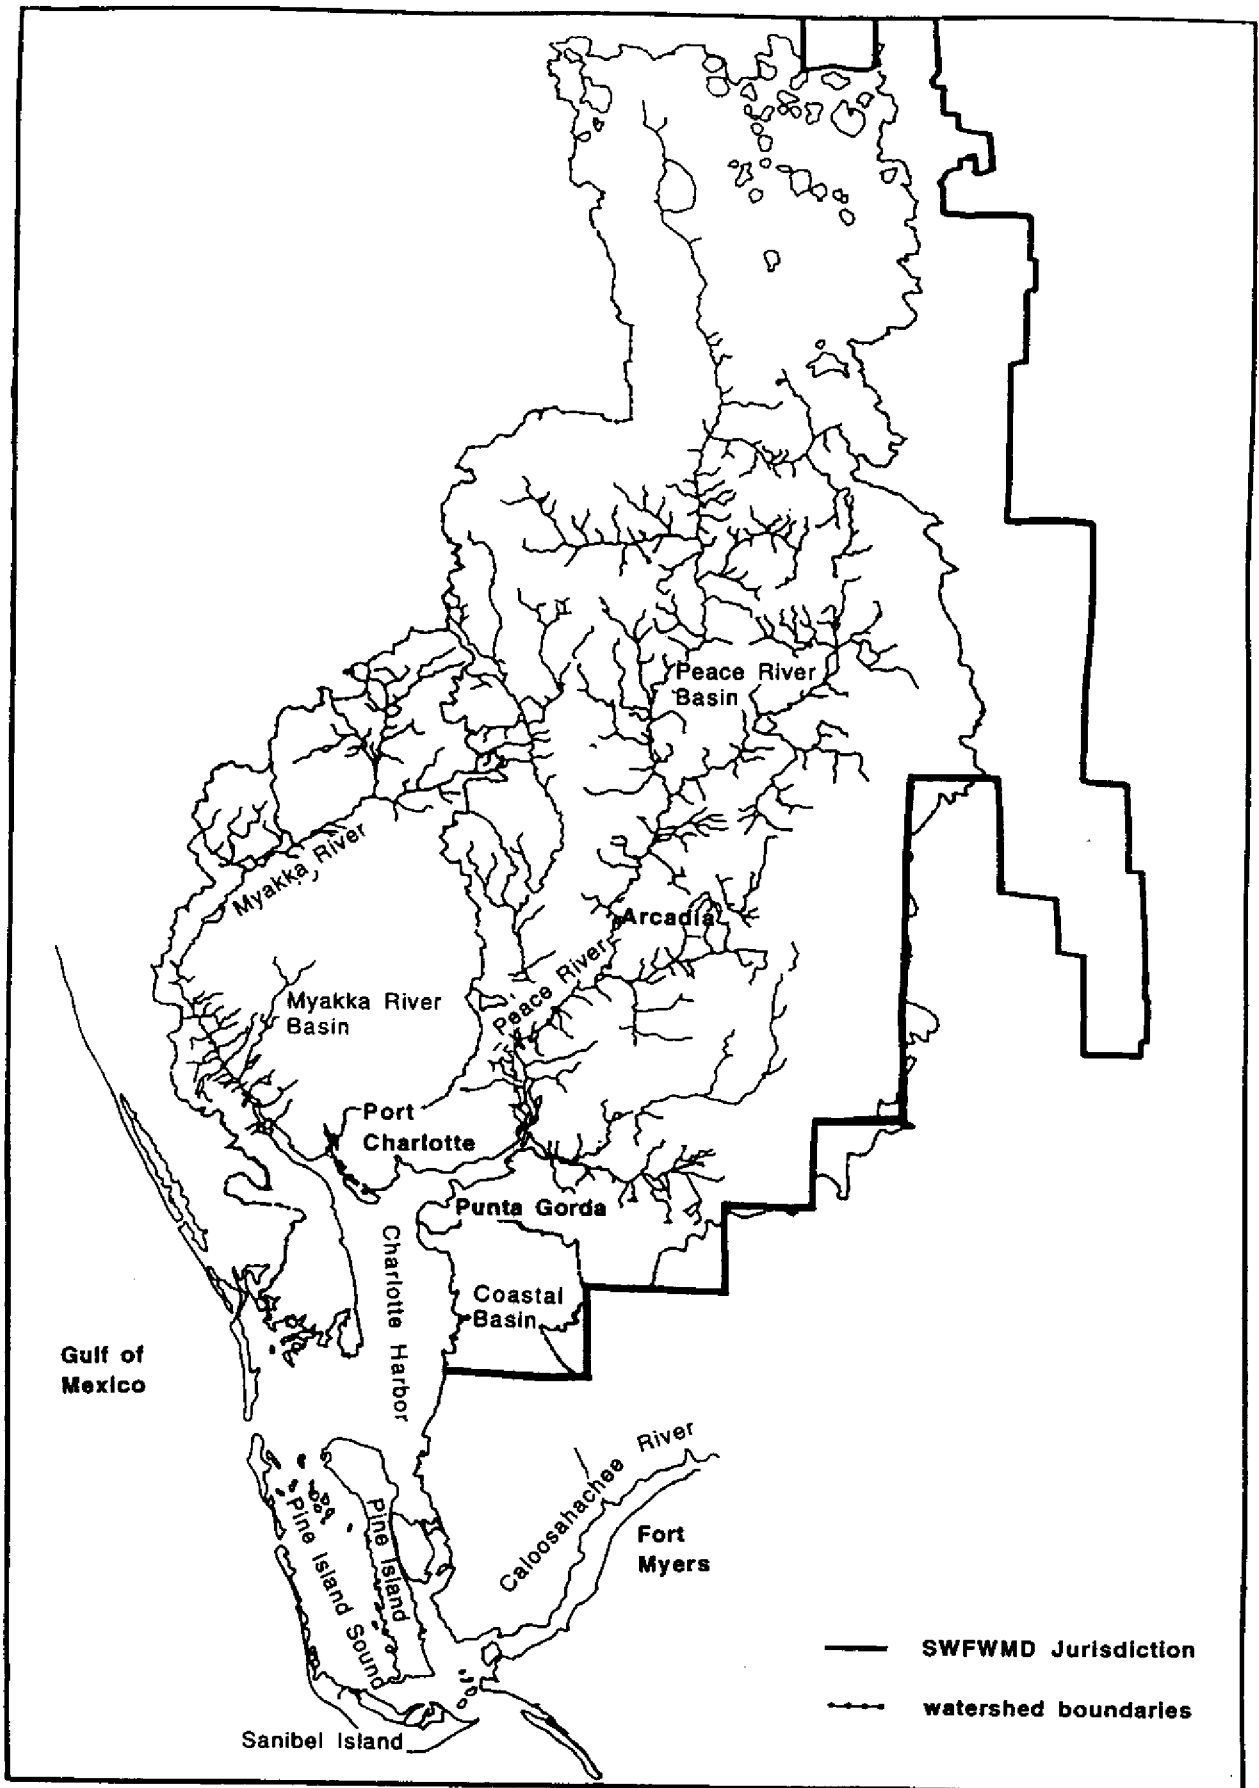 Peace River
Basin
Myakka River
Arcadia
Peace River
Myakka River
Basin
Port
Charlotte
Punta Gorda
Charlotte Harbor
Coastal
Basin
Gulf of
Mexico
Caloosahachee River
Pine Island
Pine Island Sound
Fort
Myers
SWFWMD Jurisdiction
watershed boundaries
Sanibel Island